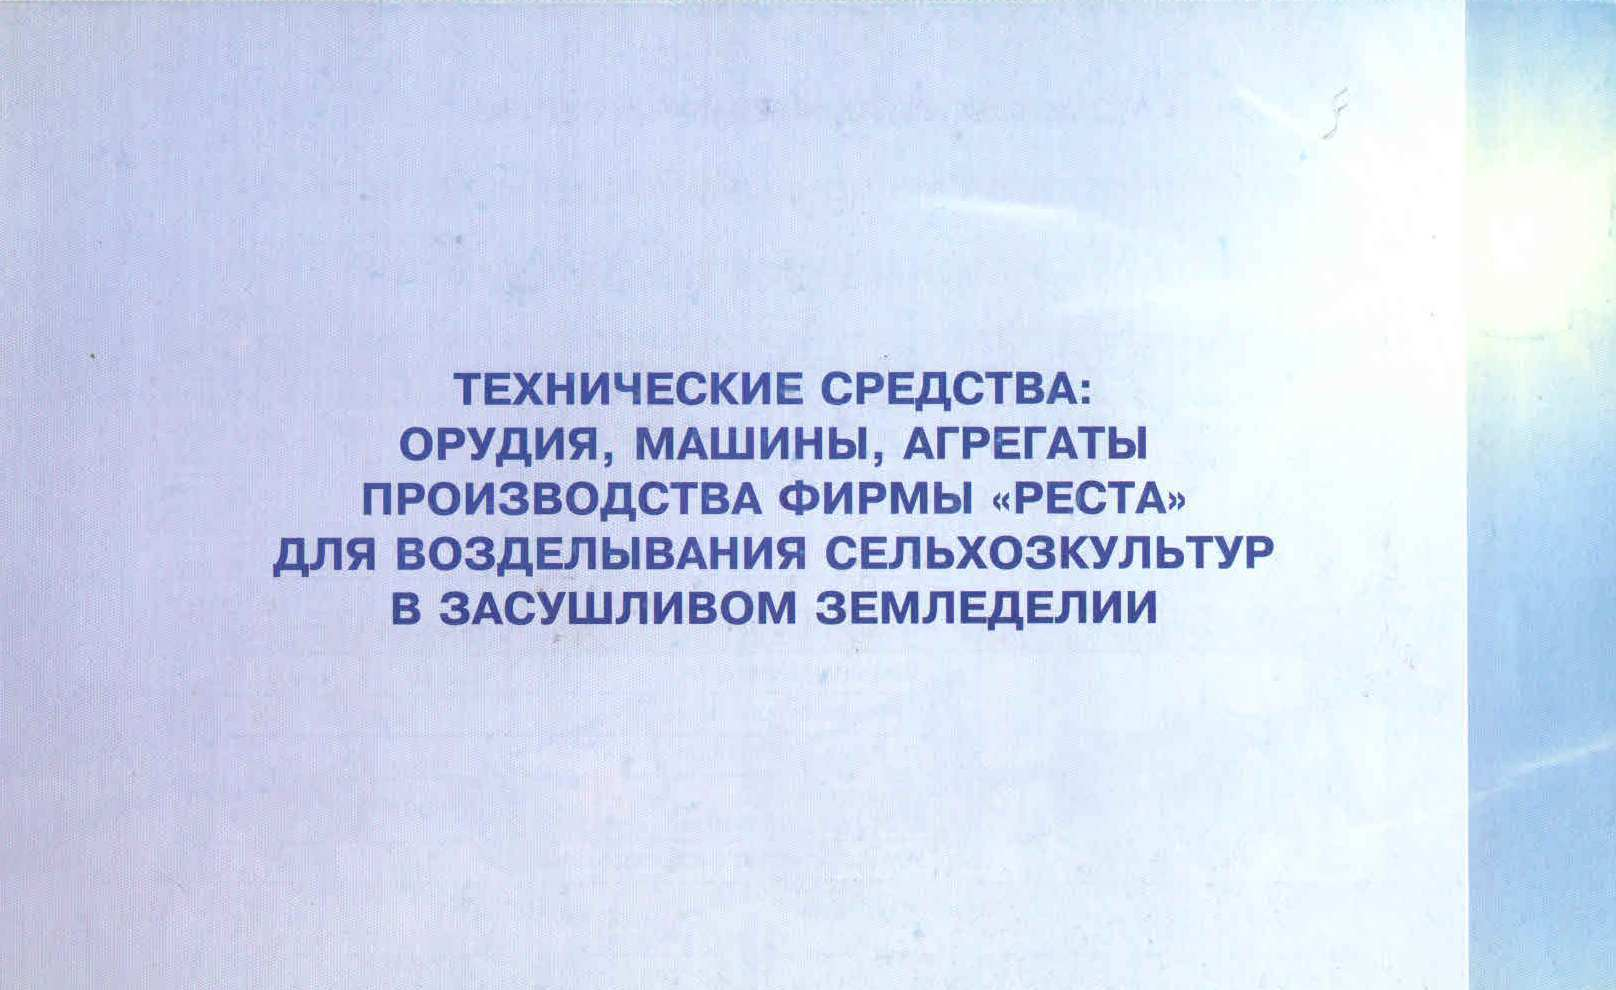 ТЕХНИЧЕСКИЕ СРЕДСТВА:
ОРУДИЯ, МАШИНЫ, АГРЕГАТЫ
ПРОИЗВОДСТВА ФИРМЫ «РЕСТА»
ДЛЯ ВОЗДЕЛЫВАНИЯ СЕЛЬХОЗКУЛЬТУР
В ЗАСУШЛИВОМ ЗЕМЛЕДЕЛИИ